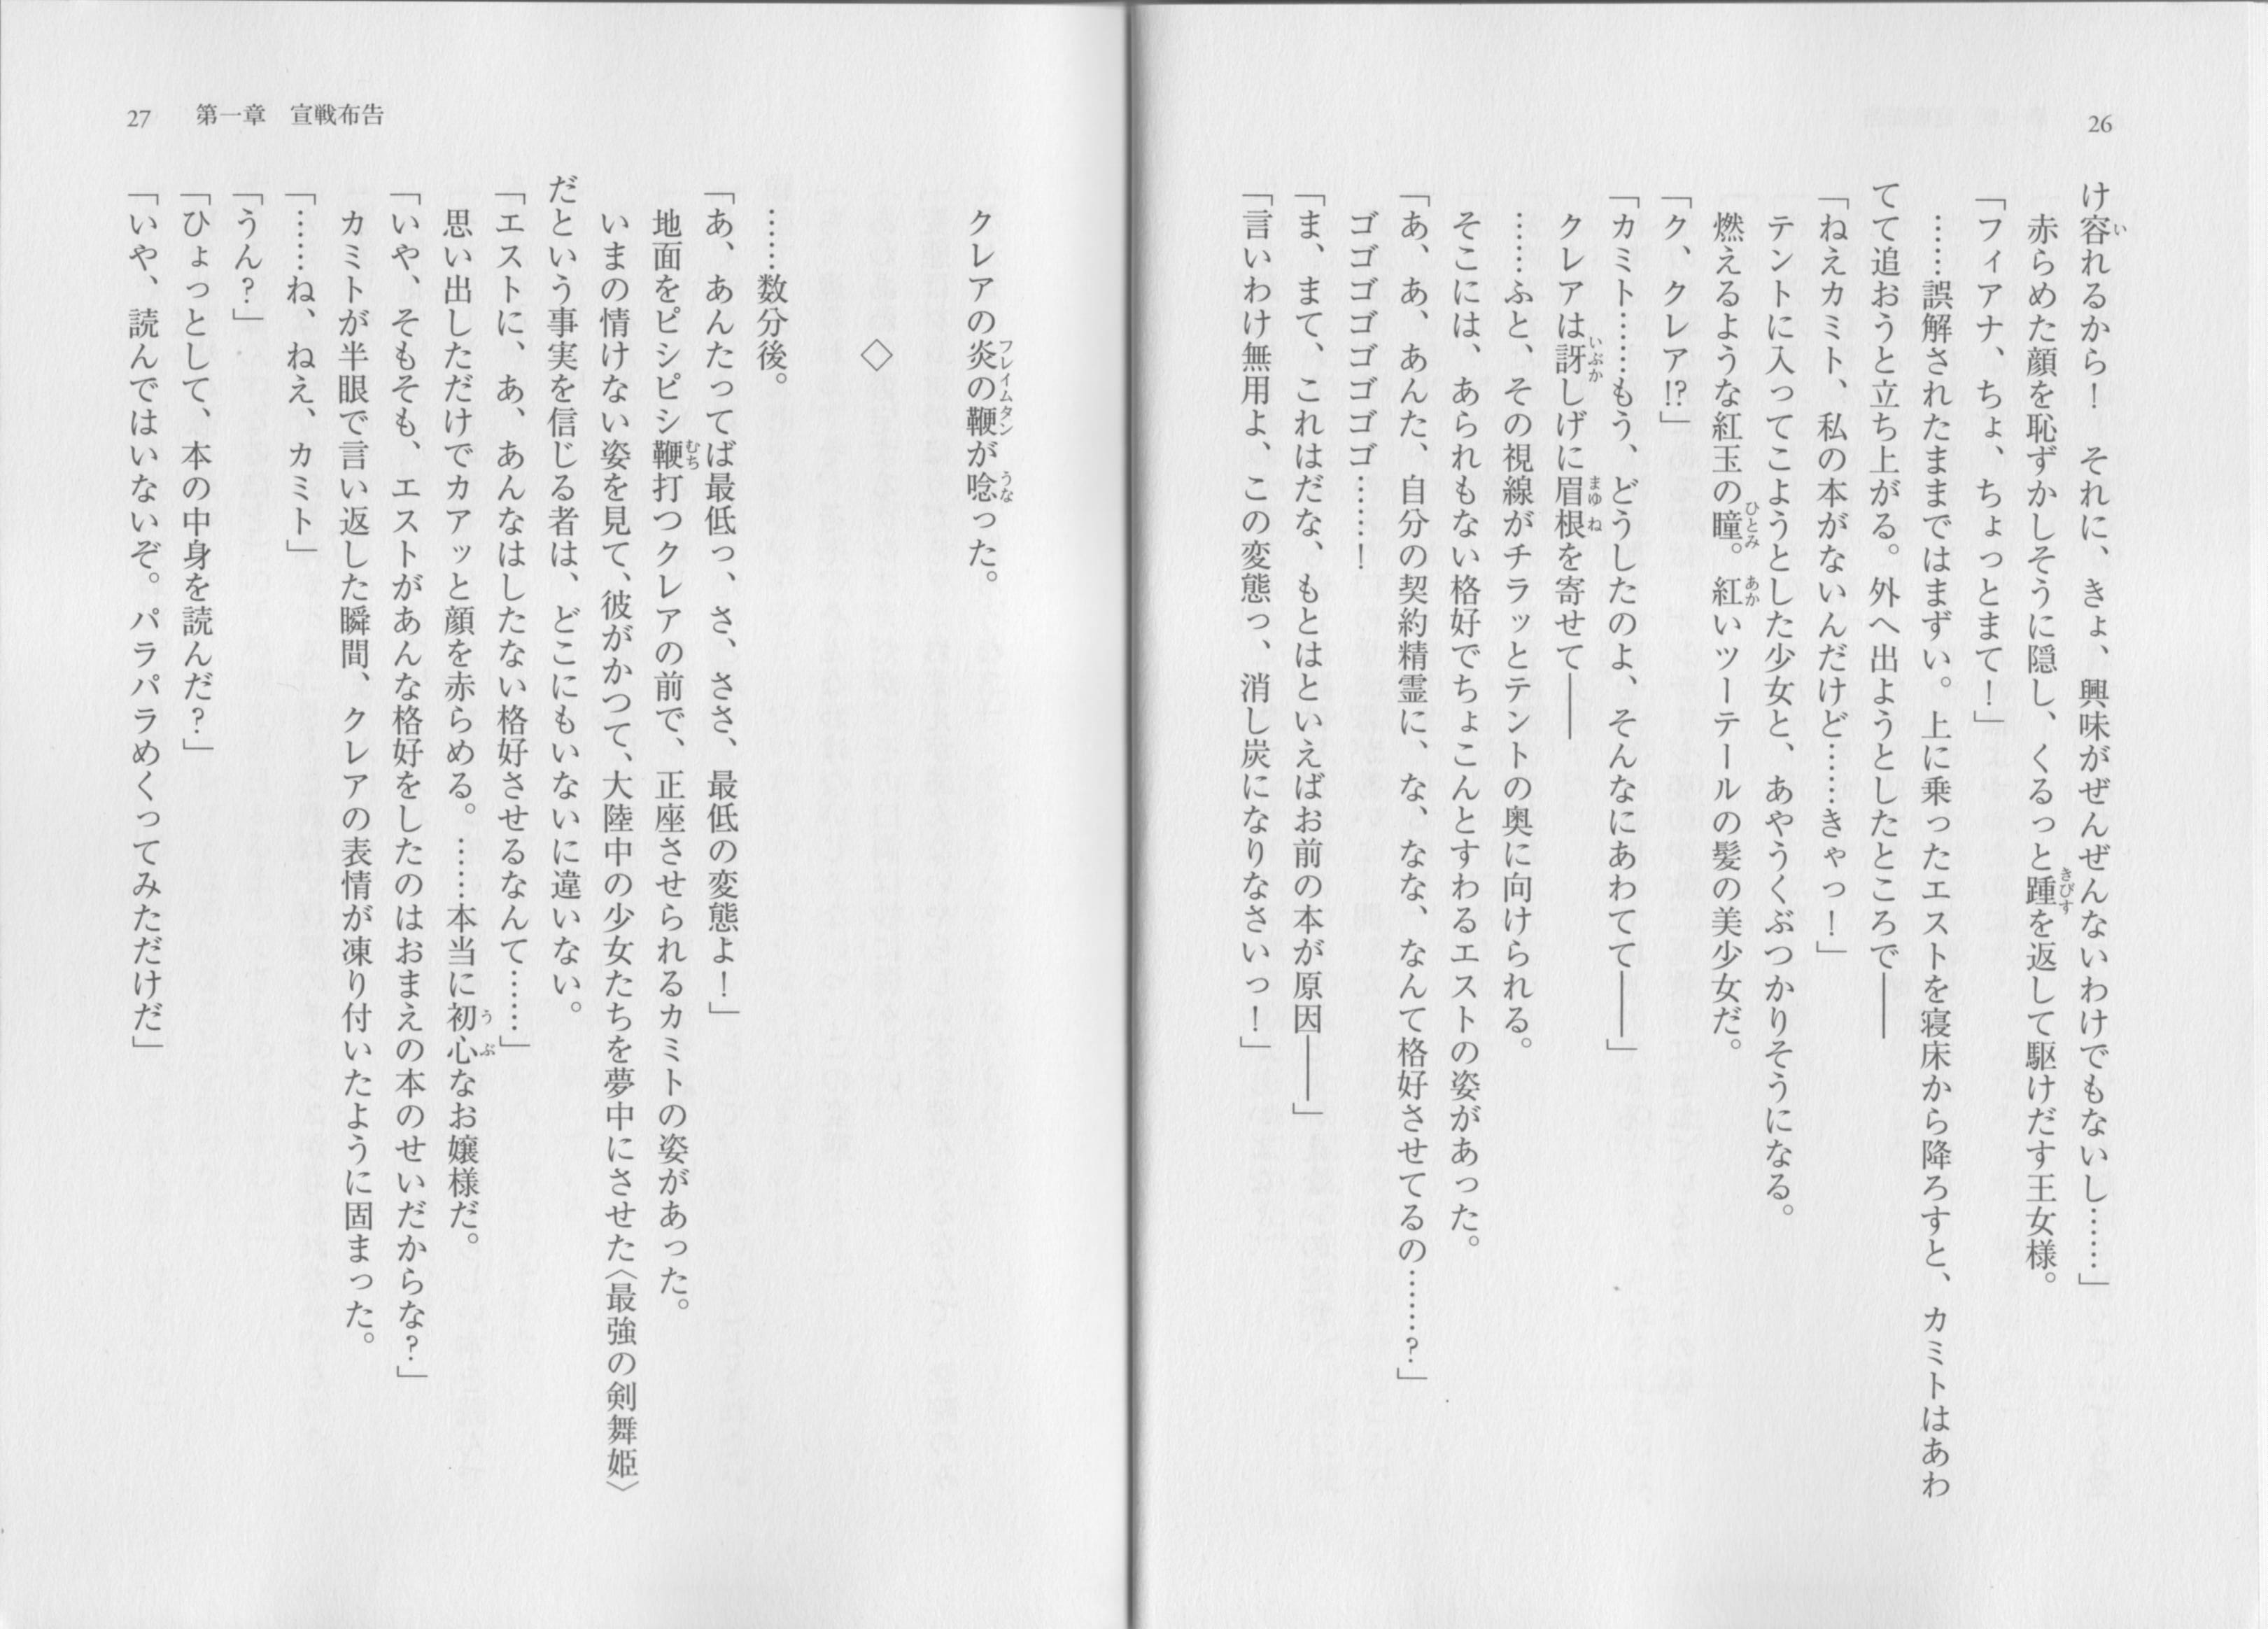 26
け容れるから！　それに、きょ、興味がぜんぜんないわけでもないし……」
　赤らめた顔を恥ずかしそうに隠し、くるっと踵を返して駆けだす王女様。
「フィアナ、ちょ、ちょっとまて！」
　……誤解されたままではまずい。上に乗ったエストを寝床から降ろすと、カミトはあわ
てて追おうと立ち上がる。外へ出ようとしたところで――
「ねえカミト、私の本がないんだけど……きゃっ！」
　テントに入ってこようとした少女と、あやうくぶつかりそうになる。
　燃えるような紅玉の瞳。紅いツーテールの髪の美少女だ。
「ク、クレア!?」
「カミト……もう、どうしたのよ、そんなにあわてて――」
　クレアは訝しげに眉根を寄せて――
　……ふと、その視線がチラッとテントの奥に向けられる。
　そこには、あられもない格好でちょこんとすわるエストの姿があった。
「あ、あ、あんた、自分の契約精霊に、な、なな、なんて格好させてるの………?」
　ゴゴゴゴゴゴゴゴ……！
「ま、まて、これはだな、もとはといえばお前の本が原因――」
「言いわけ無用よ、この変態っ、消し炭になりなさいっ！」
27　第一章　宣戦布告
　クレアの炎の鞭が唸った。
◇
　……数分後。
「あ、あんたってば最低っ、さ、ささ、最低の変態よ！」
　地面をピシピシ鞭打つクレアの前で、正座させられるカミトの姿があった。
　いまの情けない姿を見て、彼がかつて、大陸中の少女たちを夢中にさせた〈最強の剣舞姫〉
だという事実を信じる者は、どこにもいないに違いない。
「エストに、あ、あんなはしたない格好させるなんて……」
　思い出しただけでカアッと顔を赤らめる。……本当に初心なお嬢様だ。
「いや、そもそも、エストがあんな格好をしたのはおまえの本のせいだからな?」
　カミトが半眼で言い返した瞬間、クレアの表情が凍り付いたように固まった。
「……ね、ねえ、カミト」
「うん?」
「ひょっとして、本の中身を読んだ?」
「いや、読んではいないぞ。パラパラめくってみただけだ」